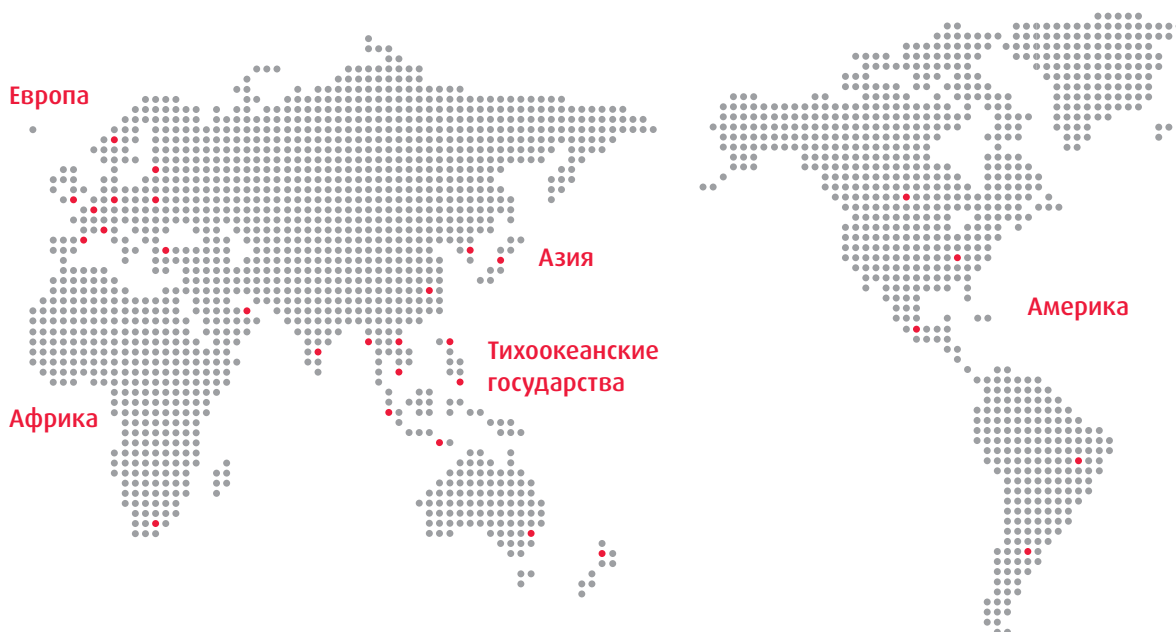 Европа
Азия
Америка
Тихоокеанские
государства
Африка